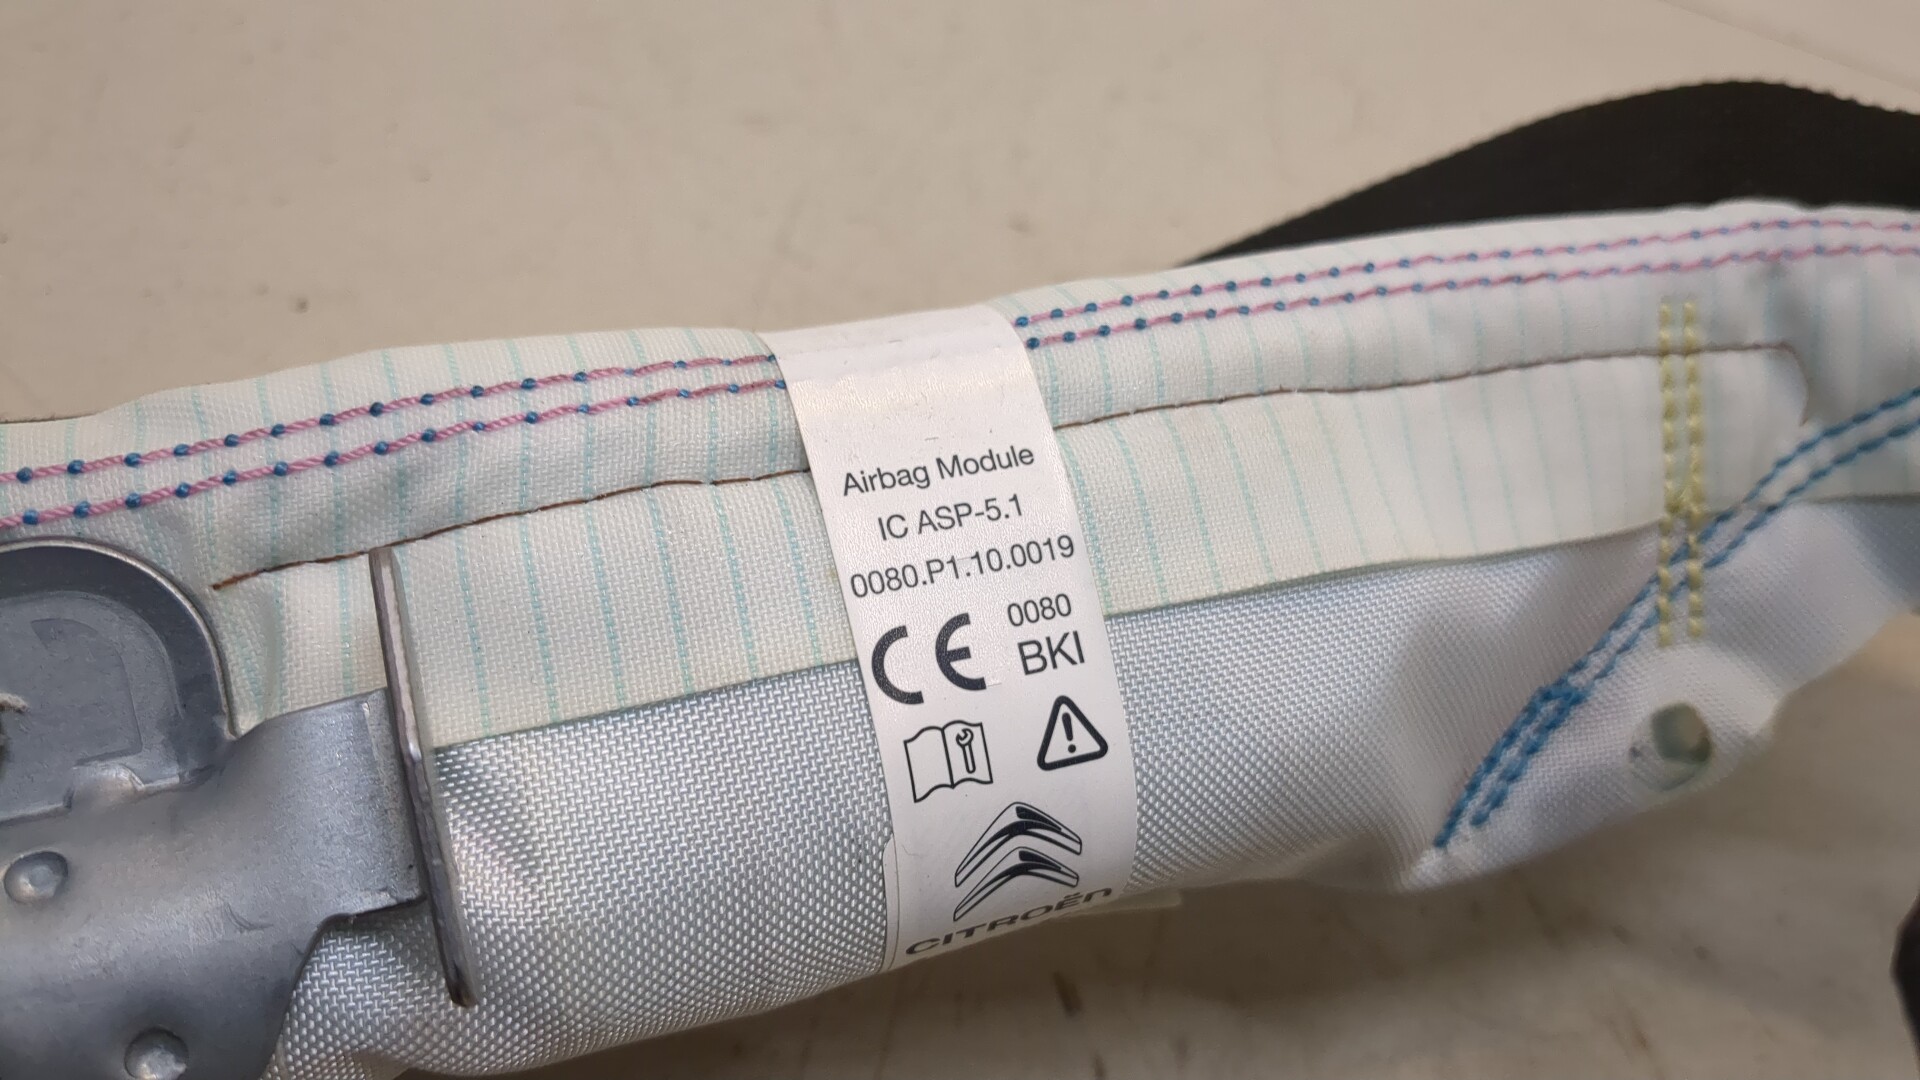 Airbag Module
IC ASP-5.1
0080.P1.10.0019
CE 0080
BKI
CITROËN